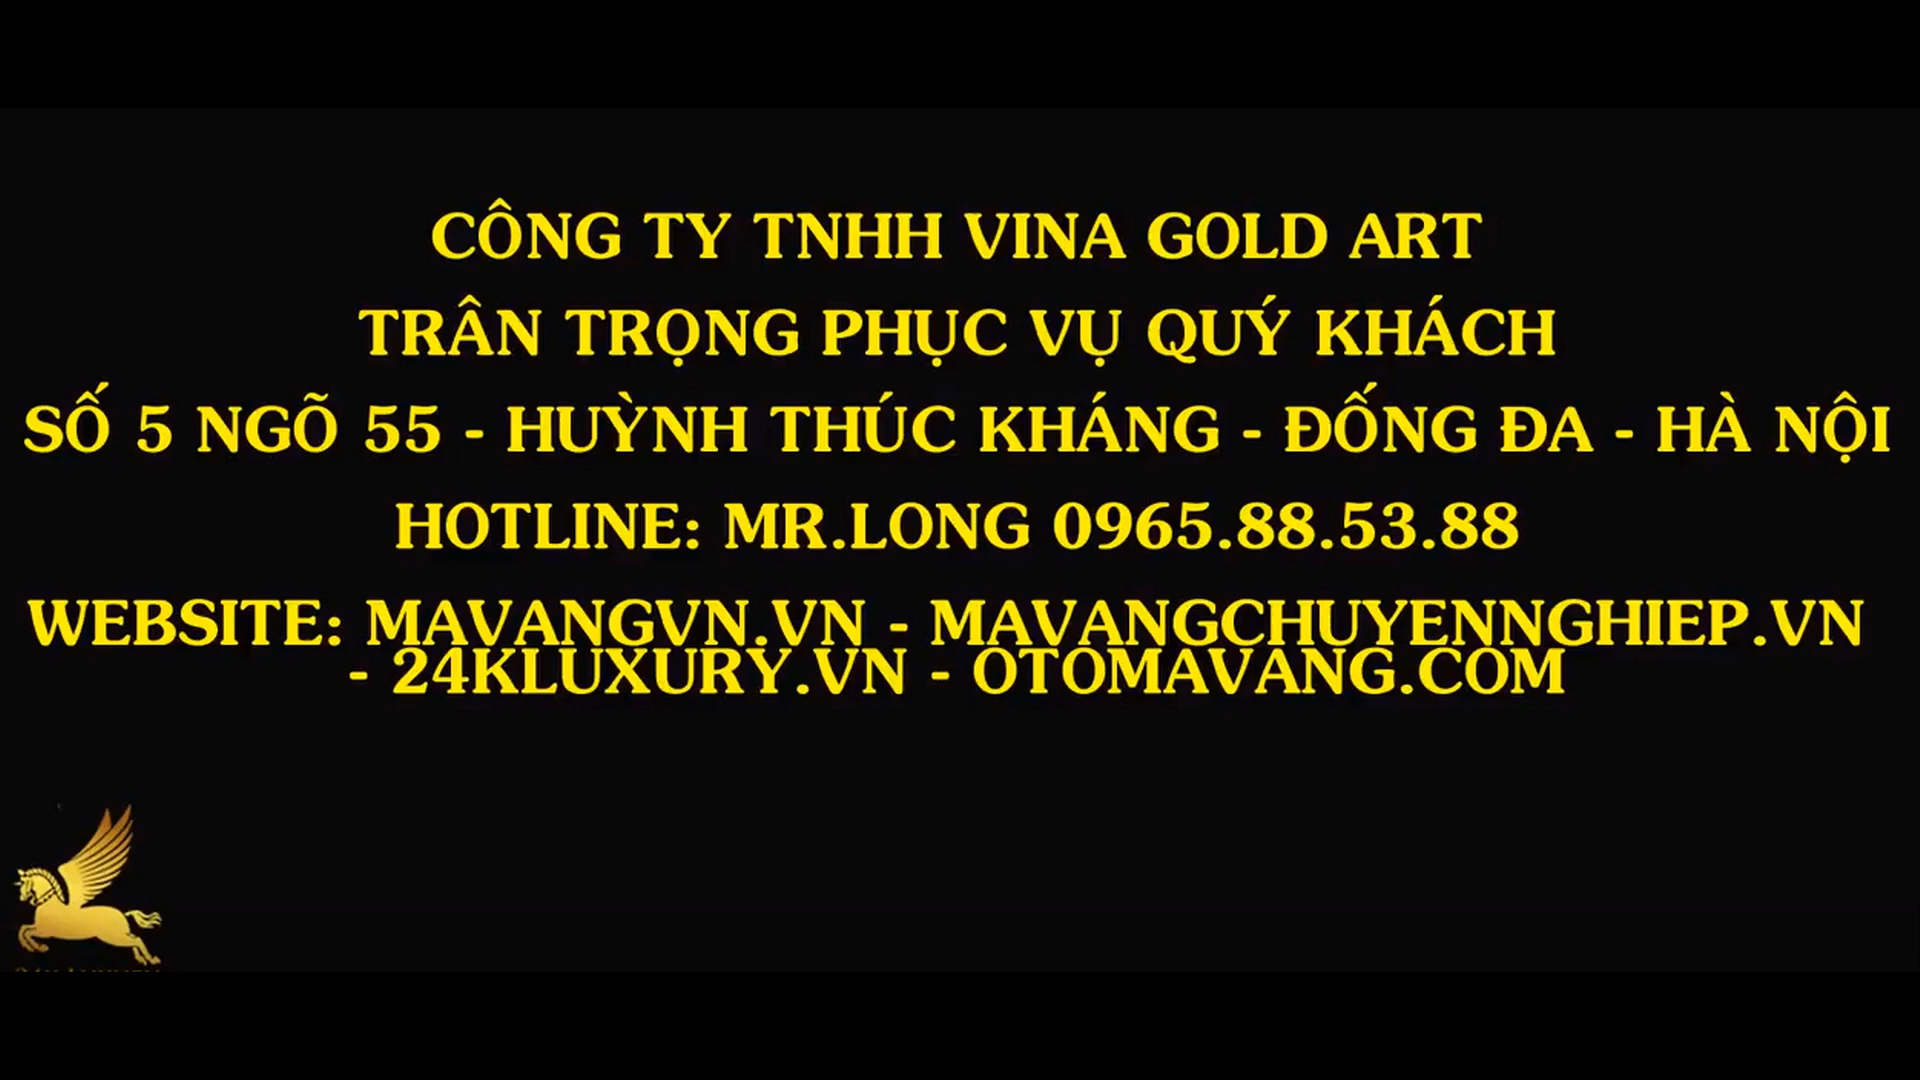 CÔNG TY TNHH VINA GOLD ART
TRÂN TRỌNG PHỤC VỤ QUÝ KHÁCH
SỐ 5 NGÕ 55 - HUỲNH THÚC KHÁNG - ĐỐNG ĐA - HÀ NỘI
HOTLINE: MR.LONG 0965.88.53.88
WEBSITE: MAVANGVN.VN - MAVANGCHUYENNGHIEP.VN
- 24KLUXURY.VN - OTOMAVANG.COM